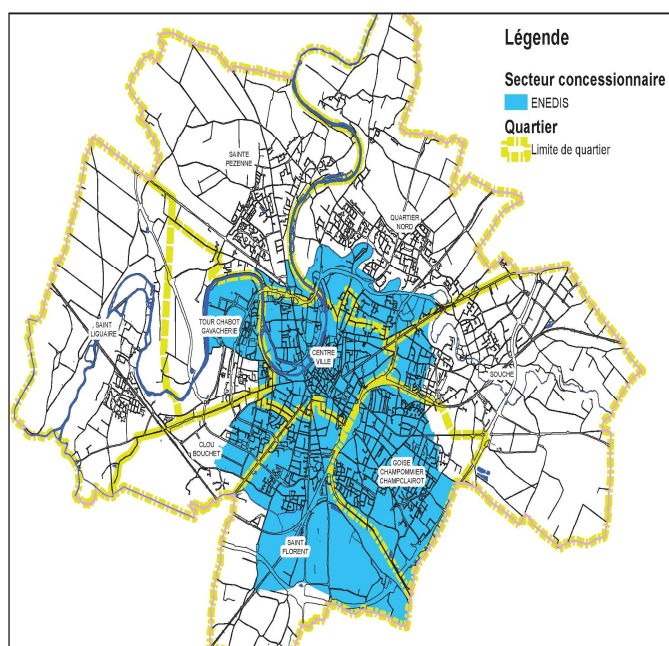 Légende
Secteur concessionnaire
ENEDIS
Quartier
Limite de quartier
SAINTE
PEZENNE
QUARTIER
NORD
SAINT
LIGUAIRE
TOUR CHABOT
GAVACHERIE
CENTRE
VILLE
SOUCHE
CLOU
BOUCHET
GOISE
CHAMPOMMIER
CHAMPCLAIROT
SAINT
FLORENT